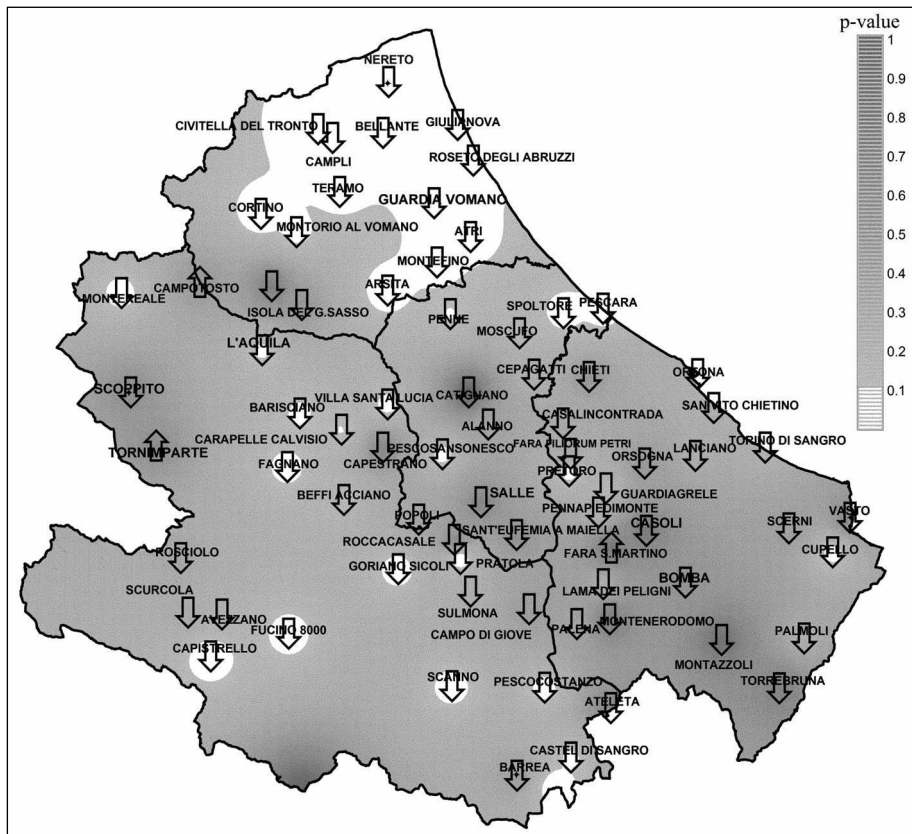 p-value
1
0.9
0.8
0.7
0.6
0.5
0.4
0.3
0.2
0.1
NERETO
CIVITELLA DEL TRONTO
BELLANTE
GIULIANOVA
CAMPLI
ROSETO DEGLI ABRUZZI
TERAMO
GUARDIA VOMANO
CORTINO
MONTORIO AL VOMANO
ATRI
MONTEFINO
ARSITA
CAMPOTOSTO
MONTEREALE
ISOLA DEL G.SASSO
SPOLTORE
PESCARA
PENNE
MOSCUFO
L'AQUILA
CEPAGATTI
CHIETI
ORTONA
SCOPPITO
CATIGNANO
VILLA SANTA LUCIA
BARISCIANO
SAN VITO CHIETINO
CASALINCONTRADA
ALANNO
CARAPELLE CALVISIO
TORNIMPARTE
PESCOSANSONESCO
FARA FILIORUM PETRI
LANCIANO
TORINO DI SANGRO
ORSOGNA
FAGNANO
CAPESTRANO
PRETORO
BEFFI ACCIANO
SALLE
GUARDIAGRELE
PENNAPIEDIMONTE
POPOLI
VASTO
SCERNI
CASOLI
SANT'EUFEMIA A MAIELLA
ROCCACASALE
CUPELLO
ROSCIOLO
FARA S.MARTINO
GORIANO SICOLI
PRATOLA
BOMBA
SCURCOLA
LAMA DEI PELIGNI
SULMONA
AVEZZANO
MONTENERODOMO
FUCINO 8000
CAMPO DI GIOVE
PALENA
PALMOLI
CAPISTRELLO
MONTAZZOLI
SCANNO
PESCOCOSTANZO
TORREBRUNA
ATELETA
CASTEL DI SANGRO
BARREA